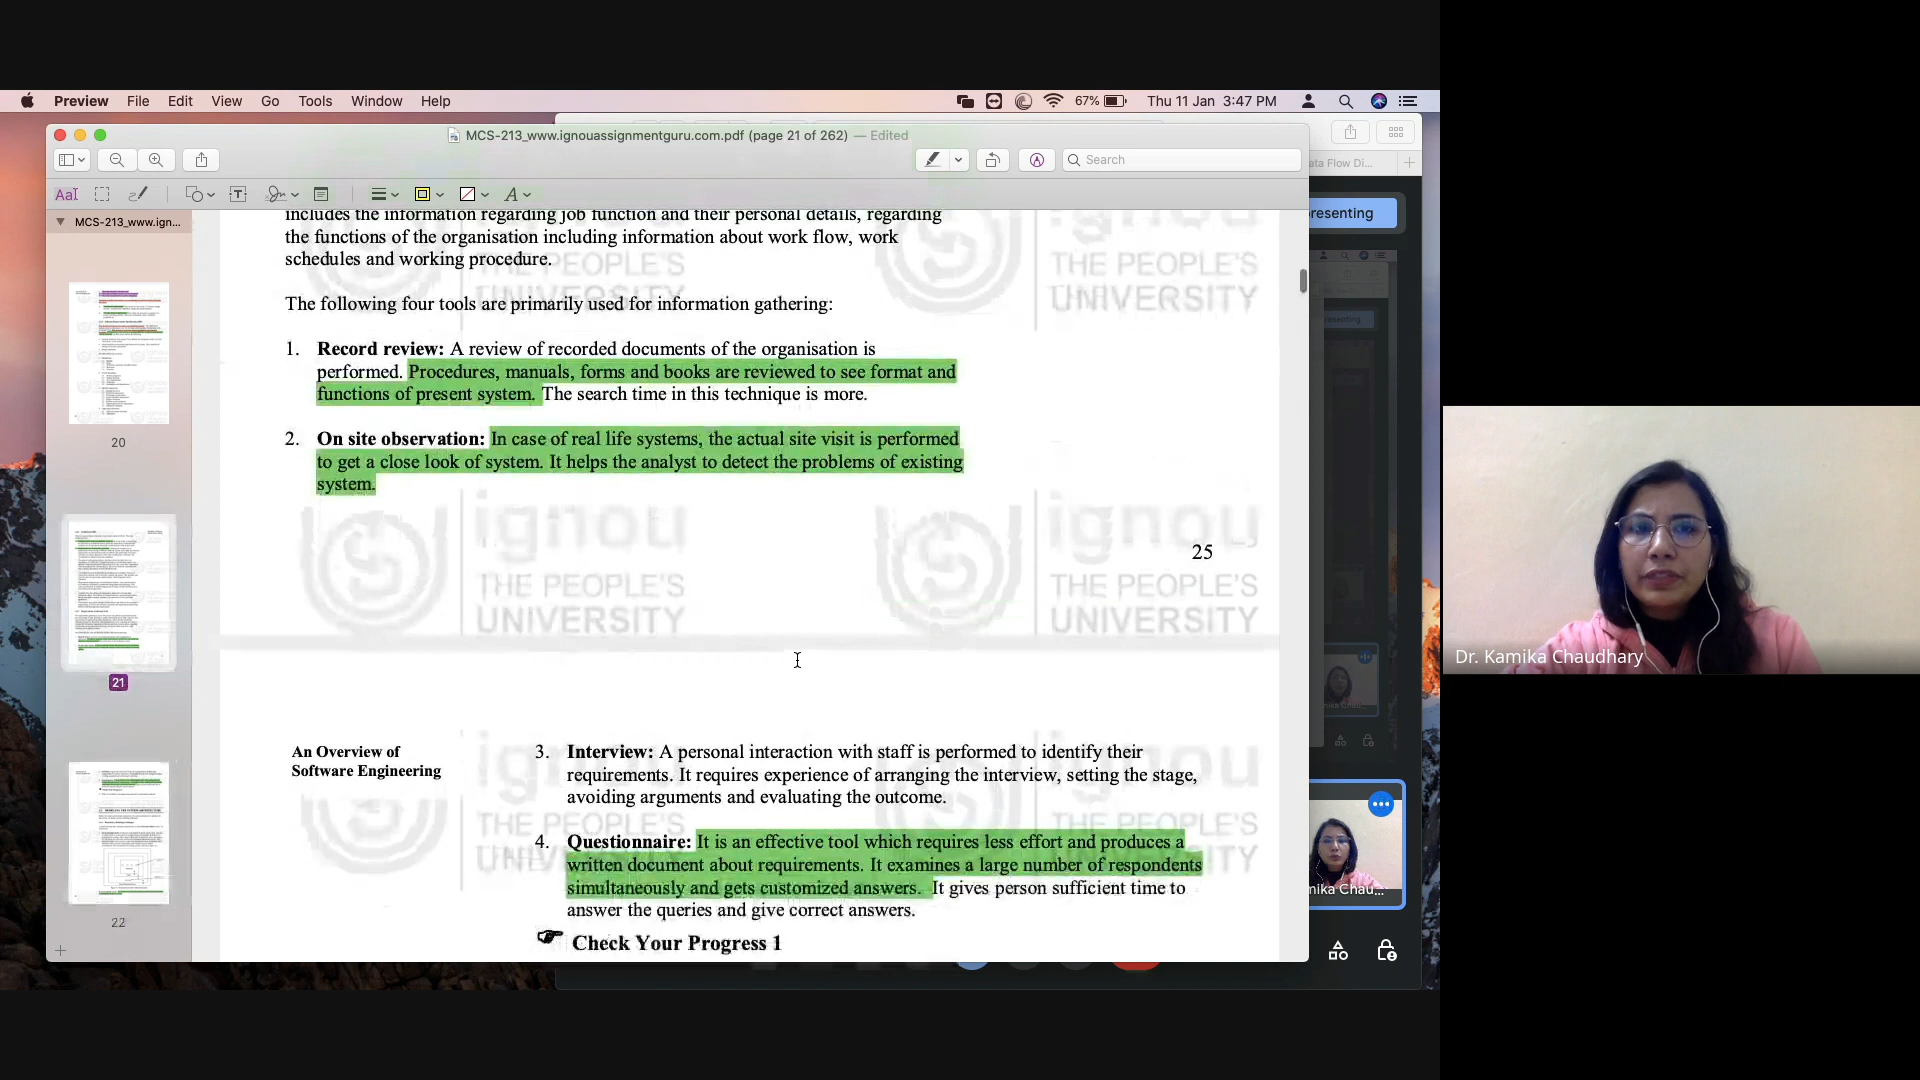 Preview File Edit View Go Tools Window Help
67% Thu 11 Jan 3:47 PM
MCS-213_www.ignouassignmentguru.com.pdf (page 21 of 262) — Edited
Search
ata Flow Di...
resenting
MCS-213_www.ign...
20
21
22
includes the information regarding job function and their personal details, regarding
the functions of the organisation including information about work flow, work
schedules and working procedure.
The following four tools are primarily used for information gathering:
1. Record review: A review of recorded documents of the organisation is
performed. Procedures, manuals, forms and books are reviewed to see format and
functions of present system. The search time in this technique is more.
2. On site observation: In case of real life systems, the actual site visit is performed
to get a close look of system. It helps the analyst to detect the problems of existing
system.
25
ignou
THE PEOPLE'S
UNIVERSITY
ignou
THE PEOPLE'S
UNIVERSITY
An Overview of
Software Engineering
3. Interview: A personal interaction with staff is performed to identify their
requirements. It requires experience of arranging the interview, setting the stage,
avoiding arguments and evaluating the outcome.
4. Questionnaire: It is an effective tool which requires less effort and produces a
written document about requirements. It examines a large number of respondents
simultaneously and gets customized answers. It gives person sufficient time to
answer the queries and give correct answers.
Check Your Progress 1
mika Chau...
Dr. Kamika Chaudhary